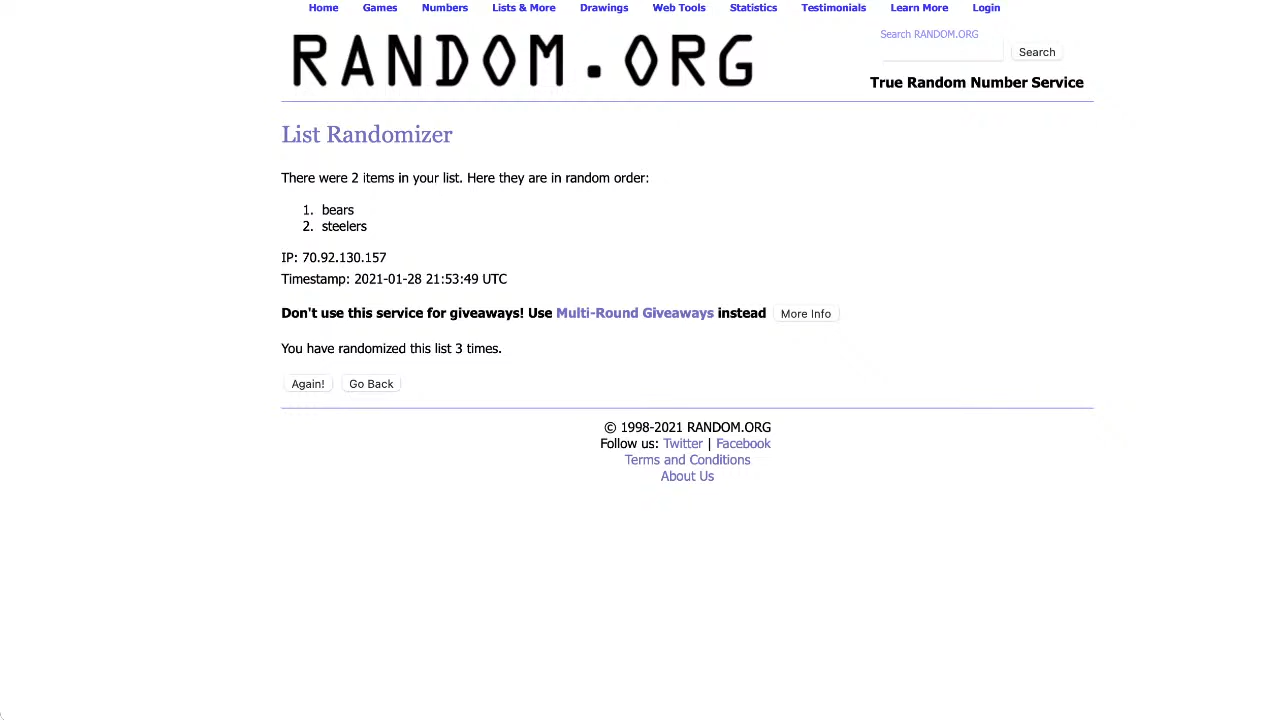 Home Games Numbers Lists & More Drawings Web Tools Statistics Testimonials Learn More Login
RANDOM.ORG
Search RANDOM.ORG
Search
True Random Number Service
List Randomizer
There were 2 items in your list. Here they are in random order:
1. bears
2. steelers
IP: 70.92.130.157
Timestamp: 2021-01-28 21:53:49 UTC
Don't use this service for giveaways! Use Multi-Round Giveaways instead More Info
You have randomized this list 3 times.
Again! Go Back
© 1998-2021 RANDOM.ORG
Follow us: Twitter | Facebook
Terms and Conditions
About Us